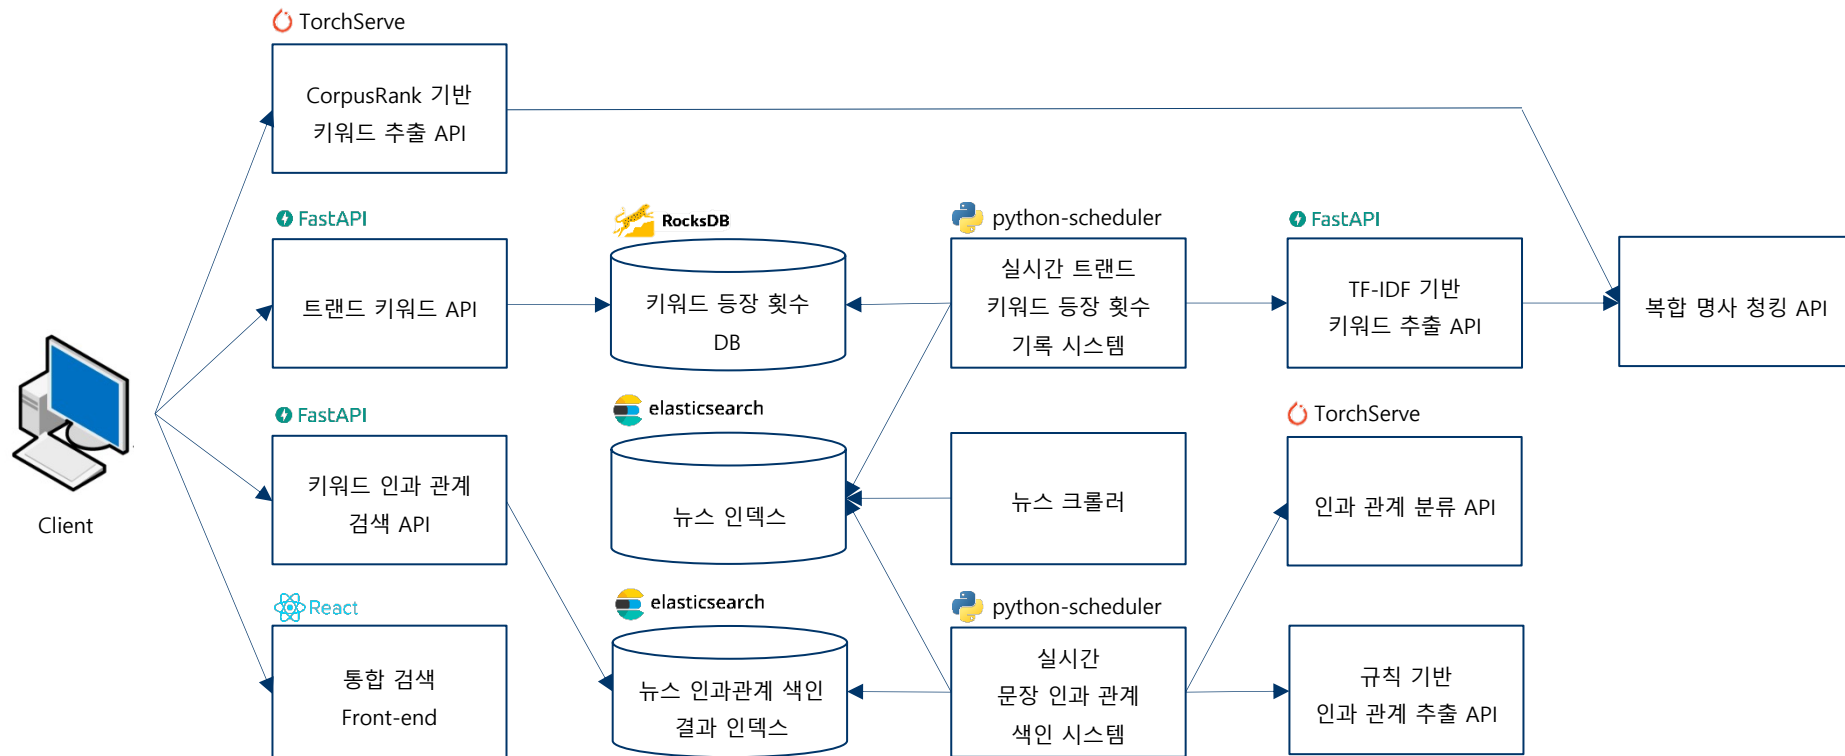 TorchServe
CorpusRank 기반
키워드 추출 API
FastAPI
트랜드 키워드 API
RocksDB
키워드 등장 횟수
DB
python-scheduler
실시간 트랜드
키워드 등장 횟수
기록 시스템
FastAPI
TF-IDF 기반
키워드 추출 API
복합 명사 청킹 API
Client
FastAPI
키워드 인과 관계
검색 API
elasticsearch
뉴스 인덱스
뉴스 크롤러
TorchServe
인과 관계 분류 API
React
통합 검색
Front-end
elasticsearch
뉴스 인과관계 색인
결과 인덱스
python-scheduler
실시간
문장 인과 관계
색인 시스템
규칙 기반
인과 관계 추출 API